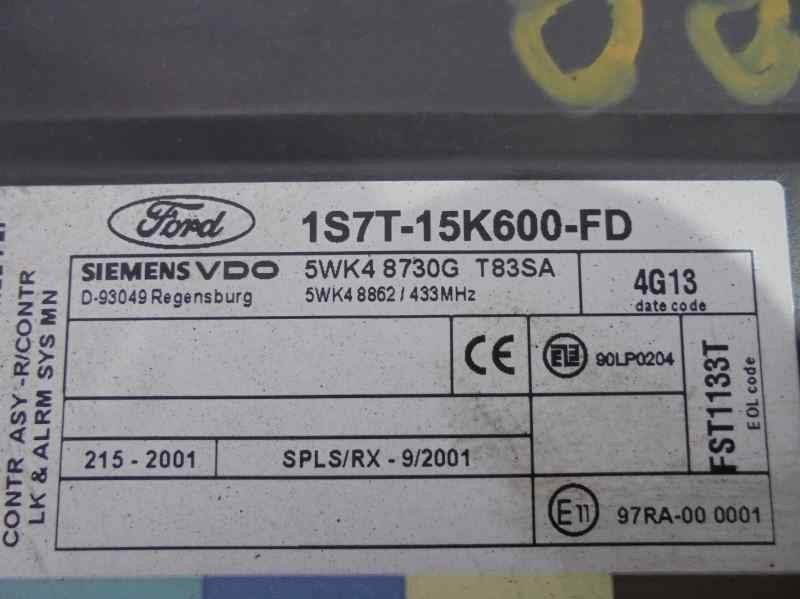 Ford 1S7T-15K600-FD
SIEMENS VDO 5WK4 8730G T83SA
D-93049 Regensburg 5WK4 8862 / 433MHz
4G13
date code
CE
90LP0204
FST1133T
EOL code
215 - 2001 SPLS/RX - 9/2001
E11 97RA-00 0001
CONTR ASY -R/CONTR
LK & ALRM SYS MN